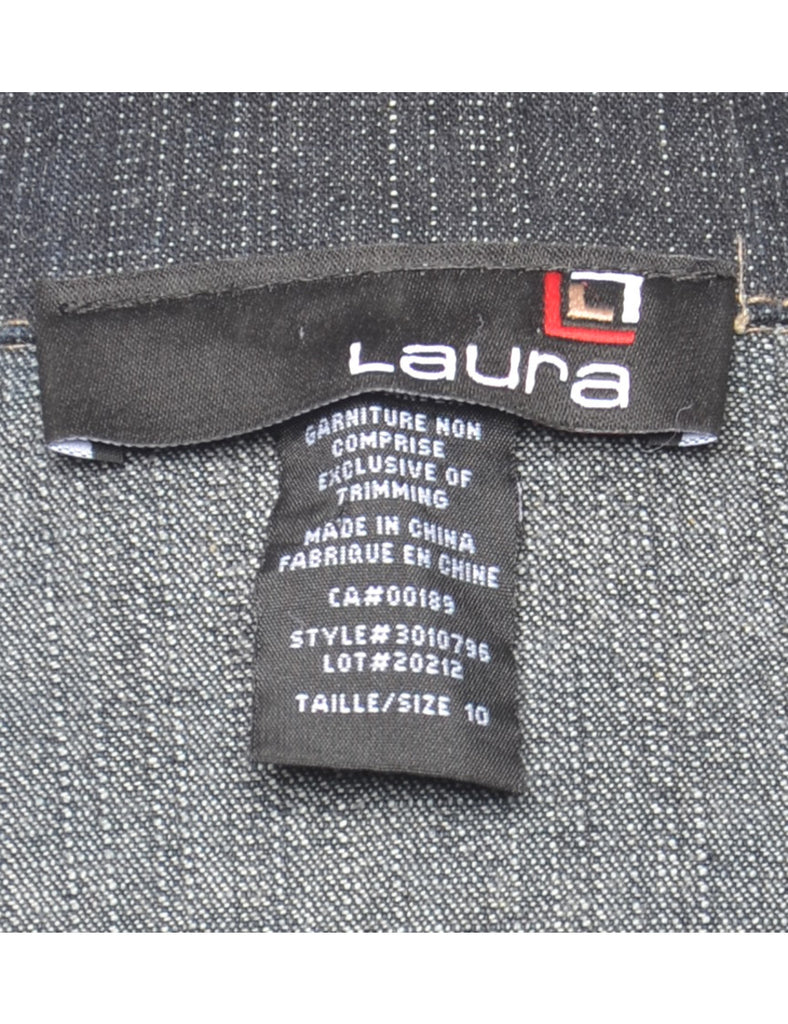 Laura
GARNITURE NON
COMPRISE
EXCLUSIVE OF
TRIMMING
MADE IN CHINA
FABRIQUE EN CHINE
CA#00189
STYLE#3010796
LOT#20212
TAILLE/SIZE 10